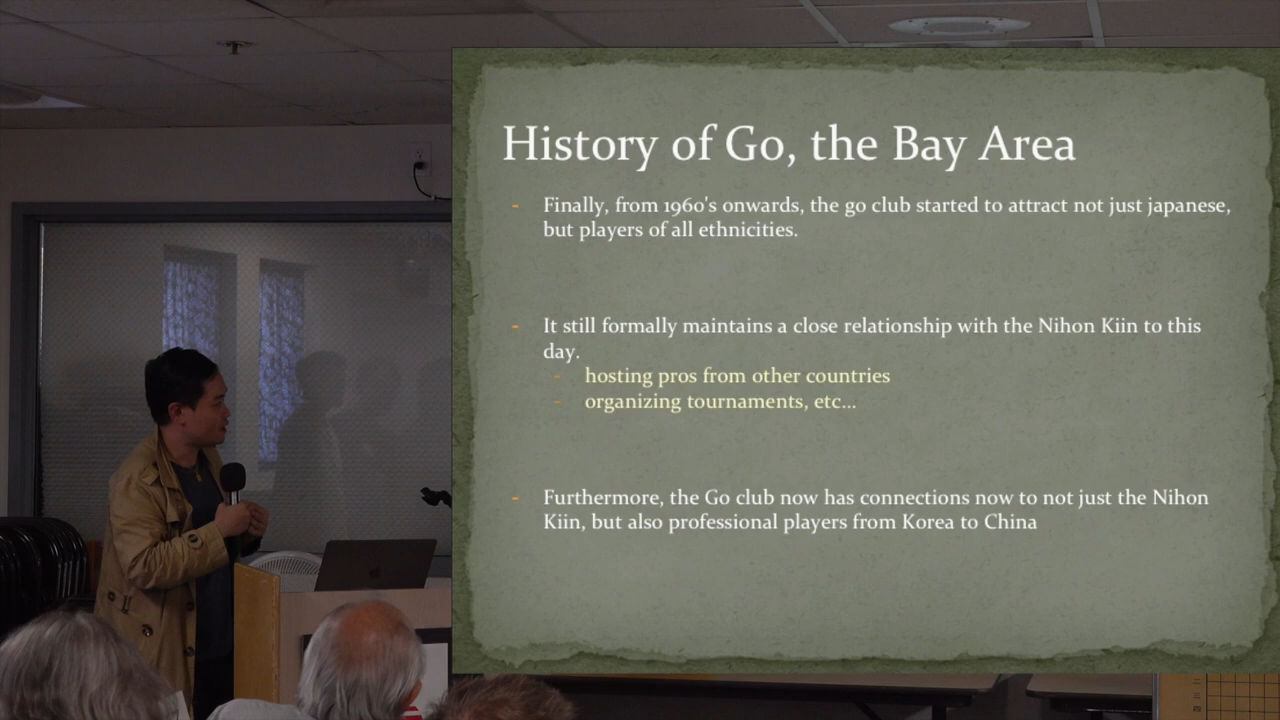 History of Go, the Bay Area
- Finally, from 1960's onwards, the go club started to attract not just japanese,
but players of all ethnicities.
- It still formally maintains a close relationship with the Nihon Kiin to this
day.
- hosting pros from other countries
- organizing tournaments, etc...
- Furthermore, the Go club now has connections now to not just the Nihon
Kiin, but also professional players from Korea to China